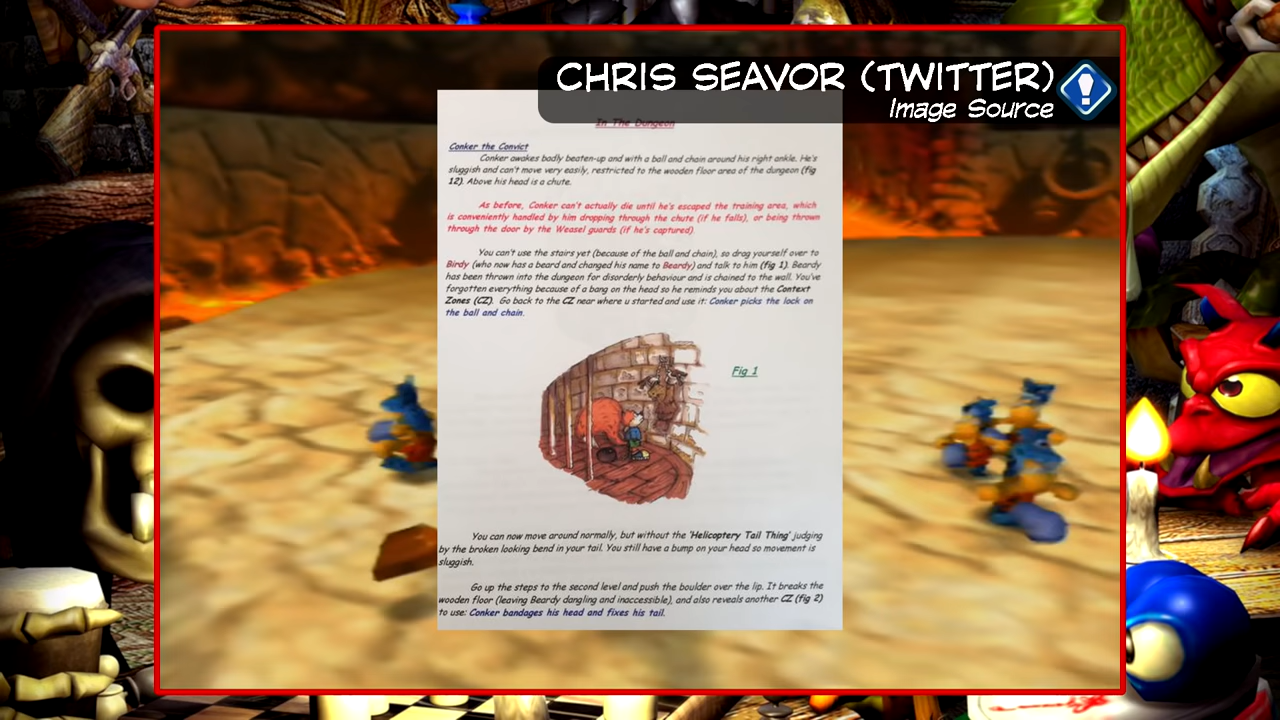 CHRIS SEAVOR (TWITTER)
Image Source
In The Dungeon
Conker the Convict
Conker awakes badly beaten-up and with a ball and chain around his right ankle. He's
sluggish and can't move very easily, restricted to the wooden floor area of the dungeon (fig
12). Above his head is a chute.
As before, Conker can't actually die until he's escaped the training area, which
is conveniently handled by him dropping through the chute (if he falls), or being thrown
through the door by the Weasel guards (if he's captured).
You can't use the stairs yet (because of the ball and chain), so drag yourself over to
Birdy (who now has a beard and changed his name to Beardy) and talk to him (fig 1). Beardy
has been thrown into the dungeon for disorderly behaviour and is chained to the wall. You've
forgotten everything because of a bang on the head so he reminds you about the Context
Zones (CZ). Go back to the CZ near where u started and use it: Conker picks the lock on
the ball and chain.
Fig 1
You can now move around normally, but without the 'Helicoptery Tail Thing' judging
by the broken looking bend in your tail. You still have a bump on your head so movement is
sluggish.
Go up the steps to the second level and push the boulder over the lip. It breaks the
wooden floor (leaving Beardy dangling and inaccessible), and also reveals another CZ (fig 2)
to use: Conker bandages his head and fixes his tail.